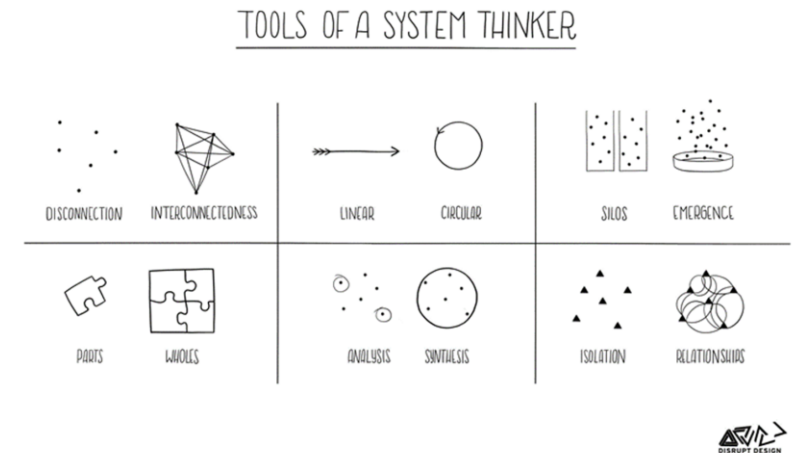 TOOLS OF A SYSTEM THINKER
DISCONNECTION INTERCONNECTEDNESS LINEAR CIRCULAR SILOS EMERGENCE
PARTS WHOLES ANALYSIS SYNTHESIS ISOLATION RELATIONSHIPS
DISRUPT DESIGN